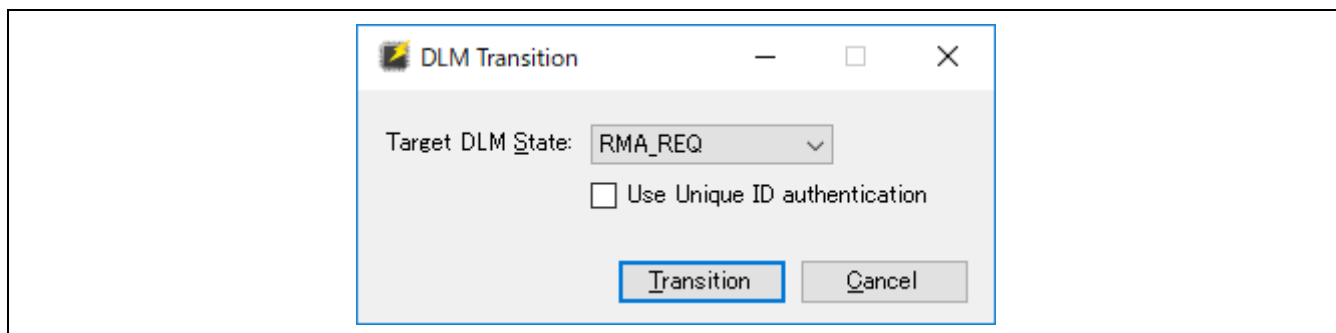 DLM Transition
Target DLM State: RMA_REQ
Use Unique ID authentication
Transition Cancel